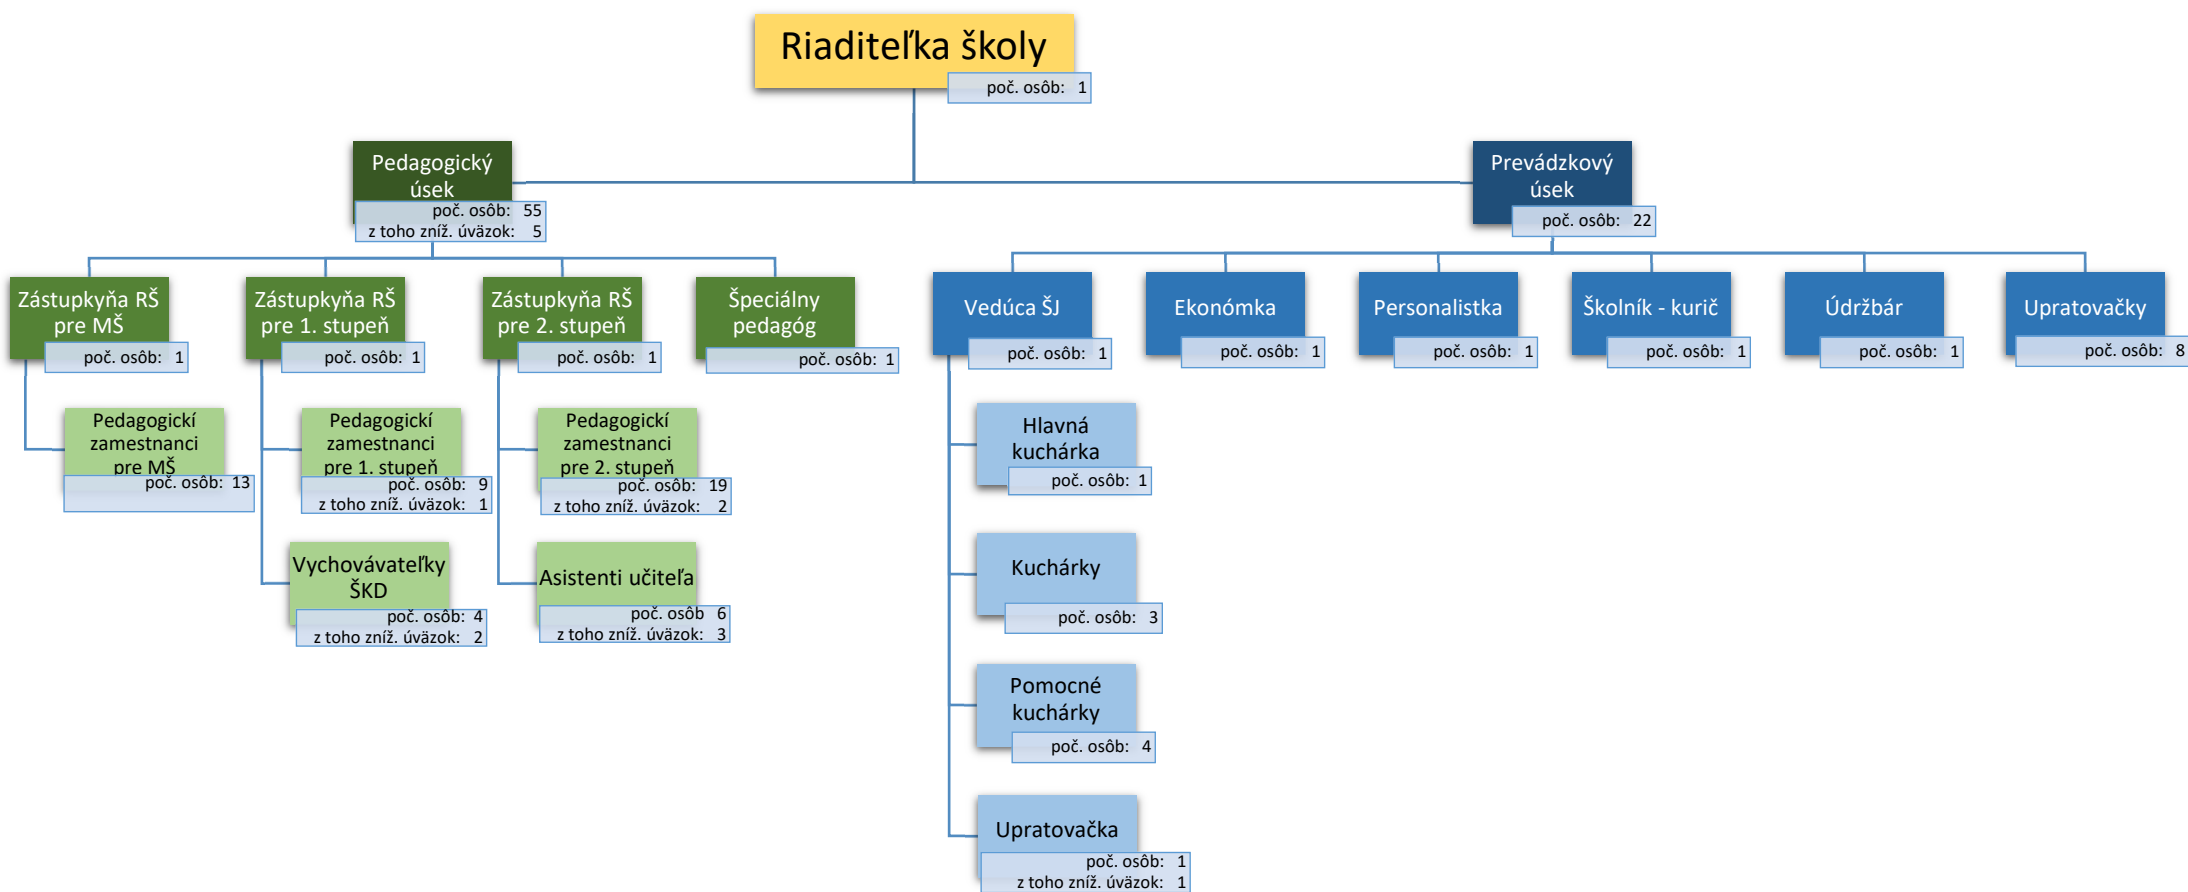 Riaditeľka školy
poč. osôb: 1
Pedagogický
úsek
poč. osôb: 55
z toho zníž. úväzok: 5
Prevádzkový
úsek
poč. osôb: 22
Zástupkyňa RŠ
pre MŠ
poč. osôb: 1
Zástupkyňa RŠ
pre 1. stupeň
poč. osôb: 1
Zástupkyňa RŠ
pre 2. stupeň
poč. osôb: 1
Špeciálny
pedagóg
poč. osôb: 1
Vedúca ŠJ
poč. osôb: 1
Ekonómka
poč. osôb: 1
Personalistka
poč. osôb: 1
Školník - kurič
poč. osôb: 1
Údržbár
poč. osôb: 1
Upratovačky
poč. osôb: 8
Pedagogickí
zamestnanci
pre MŠ
poč. osôb: 13
Pedagogickí
zamestnanci
pre 1. stupeň
poč. osôb: 9
z toho zníž. úväzok: 1
Pedagogickí
zamestnanci
pre 2. stupeň
poč. osôb: 19
z toho zníž. úväzok: 2
Vychovávateľky
ŠKD
poč. osôb: 4
z toho zníž. úväzok: 2
Asistenti učiteľa
poč. osôb 6
z toho zníž. úväzok: 3
Hlavná
kuchárka
poč. osôb: 1
Kuchárky
poč. osôb: 3
Pomocné
kuchárky
poč. osôb: 4
Upratovačka
poč. osôb: 1
z toho zníž. úväzok: 1